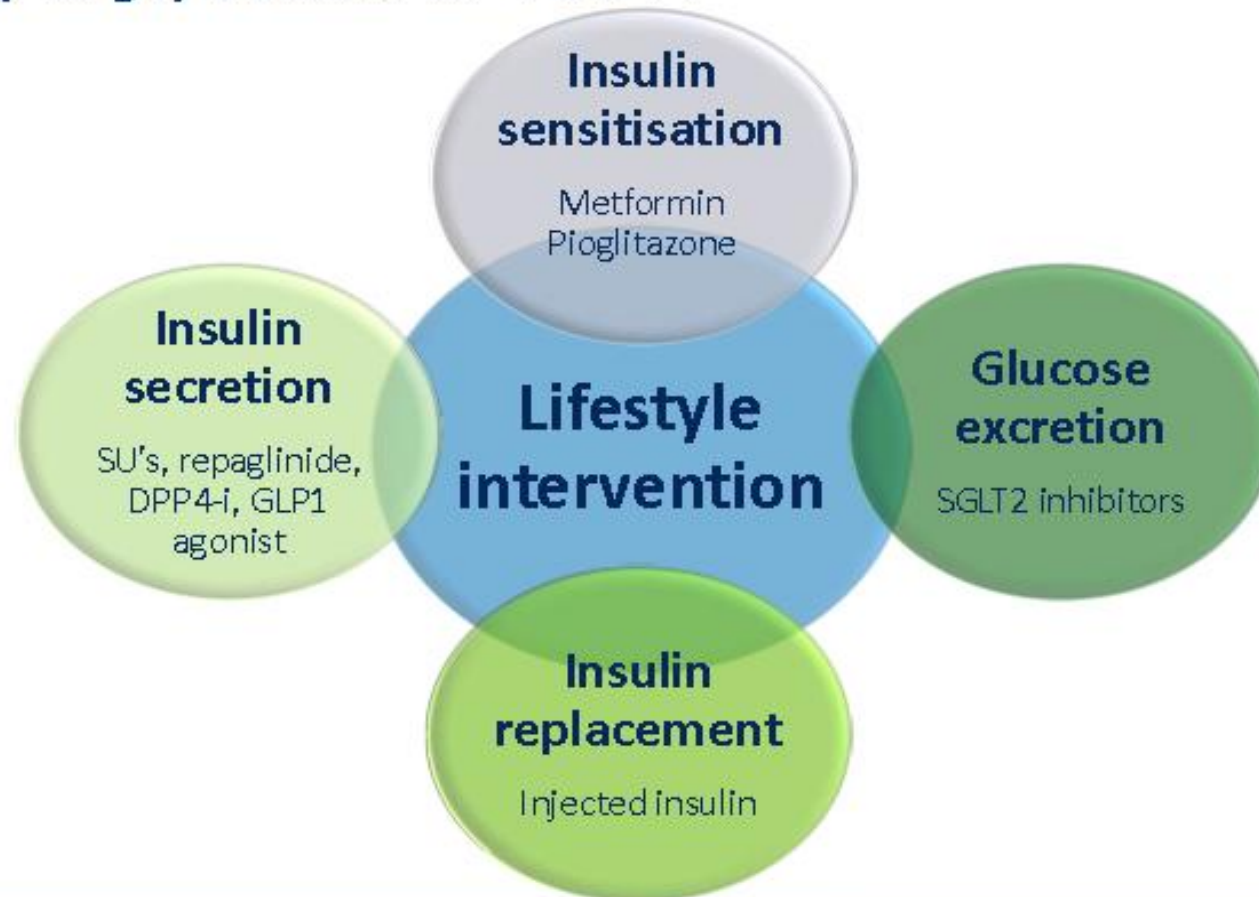 Insulin
sensitisation
Metformin
Pioglitazone
Insulin
secretion
SU's, repaglinide,
DPP4-i, GLP1
agonist
Lifestyle
intervention
Glucose
excretion
SGLT2 inhibitors
Insulin
replacement
Injected insulin